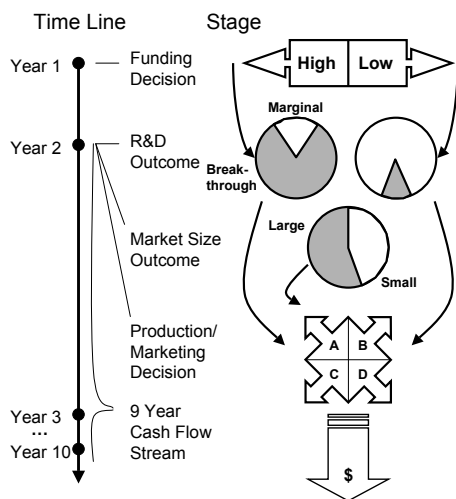 Time Line
Stage
Year 1
Funding
Decision
High
Low
Marginal
Year 2
R&D
Outcome
Break-
through
Market Size
Outcome
Large
Small
Production/
Marketing
Decision
A
B
C
D
Year 3
...
Year 10
9 Year
Cash Flow
Stream
$